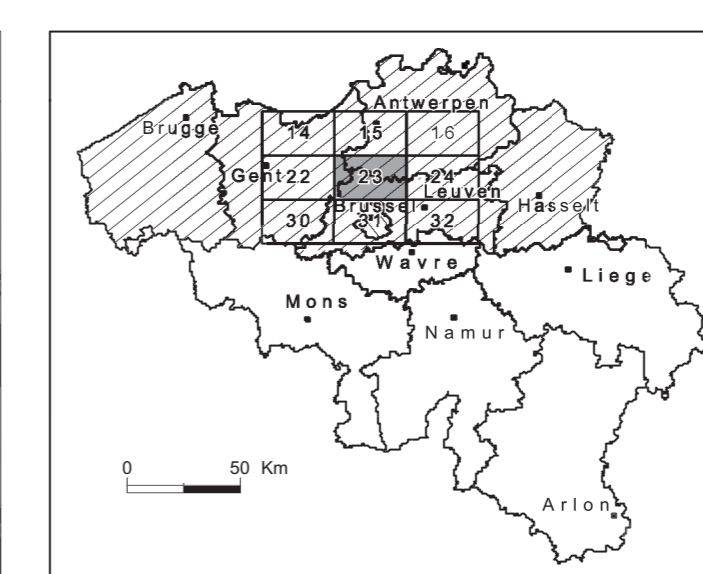 Antwerpen
Brugge 14 15 16
Gent 22 23 24
Leuven
Brussel Hasselt
30 31 32
Wavre
Liege
Mons
Namur
0 50 Km
Arlon